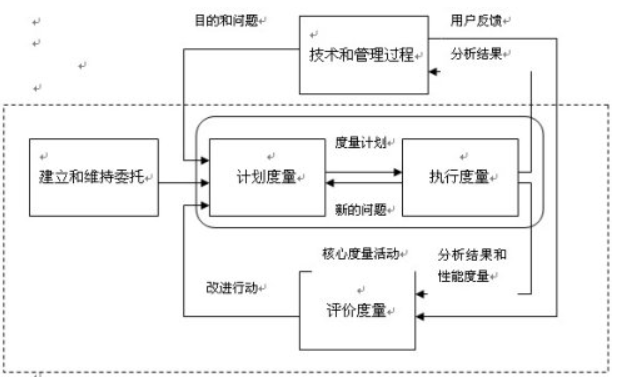 目的和问题
用户反馈
技术和管理过程
分析结果
度量计划
建立和维持委托
计划度量
执行度量
新的问题
核心度量活动
分析结果和
性能度量
改进行动
评价度量